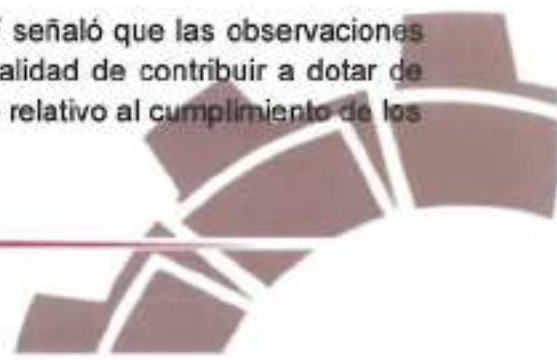 señaló que las observaciones
alidad de contribuir a dotar de
relativo al cumplimiento de los